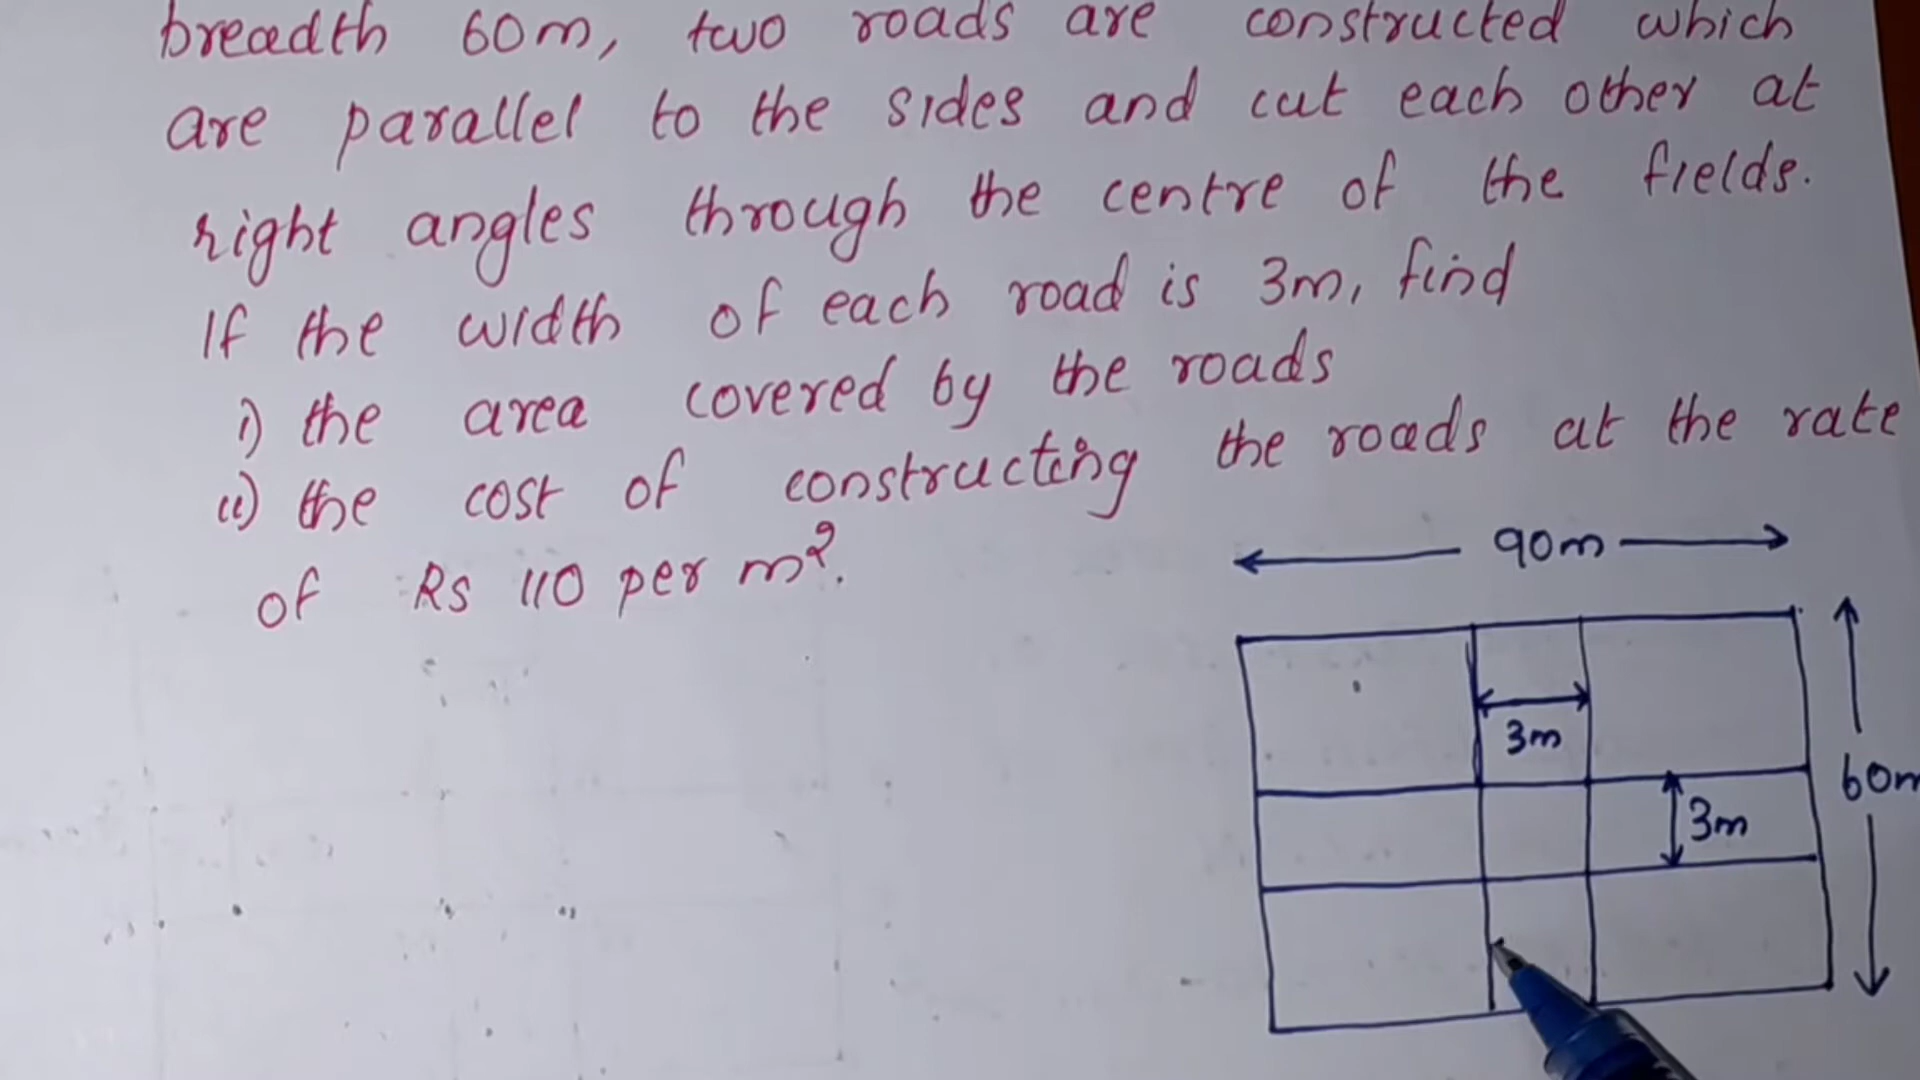 breadth 60m, two roads are constructed which
are parallel to the sides and cut each other at
right angles through the centre of the fields.
If the width of each road is 3m, find
i) the area covered by the roads
ii) the cost of constructing the roads at the rate
of Rs 110 per m².
90m
3m
60m
3m